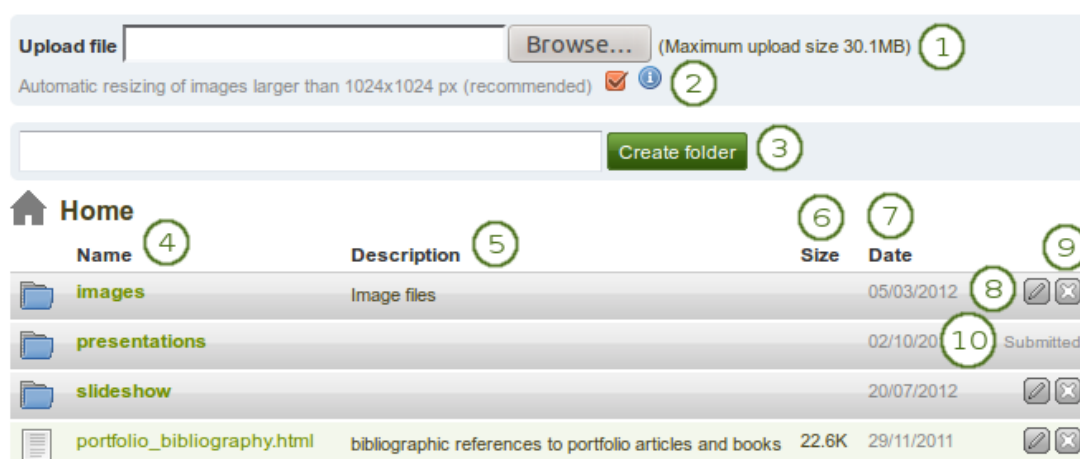 Upload file Browse... (Maximum upload size 30.1MB) 1
Automatic resizing of images larger than 1024x1024 px (recommended) 2
Create folder 3
Home 6 7
Name 4 Description 5 Size Date 9
images Image files 05/03/2012 8
presentations 02/10/20 10 Submitted
slideshow 20/07/2012
portfolio_bibliography.html bibliographic references to portfolio articles and books 22.6K 29/11/2011